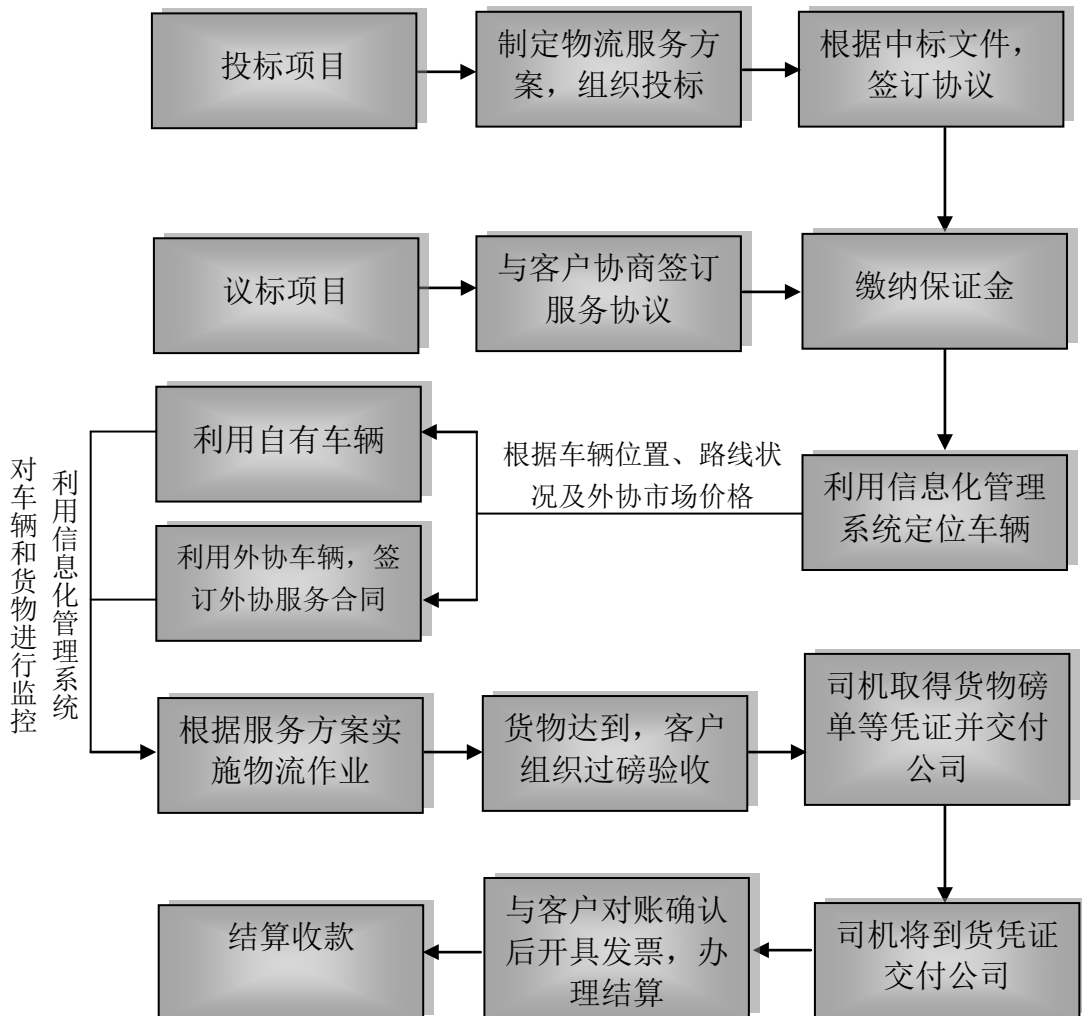 投标项目
制定物流服务方
案，组织投标
根据中标文件，
签订协议
议标项目
与客户协商签订
服务协议
缴纳保证金
利用自有车辆
根据车辆位置、路线状
况及外协市场价格
利用信息化管理
系统定位车辆
利用外协车辆，签
订外协服务合同
利用信息化管理系统
对车辆和货物进行监控
根据服务方案实
施物流作业
货物达到，客户
组织过磅验收
司机取得货物磅
单等凭证并交付
公司
结算收款
与客户对账确认
后开具发票，办
理结算
司机将到货凭证
交付公司